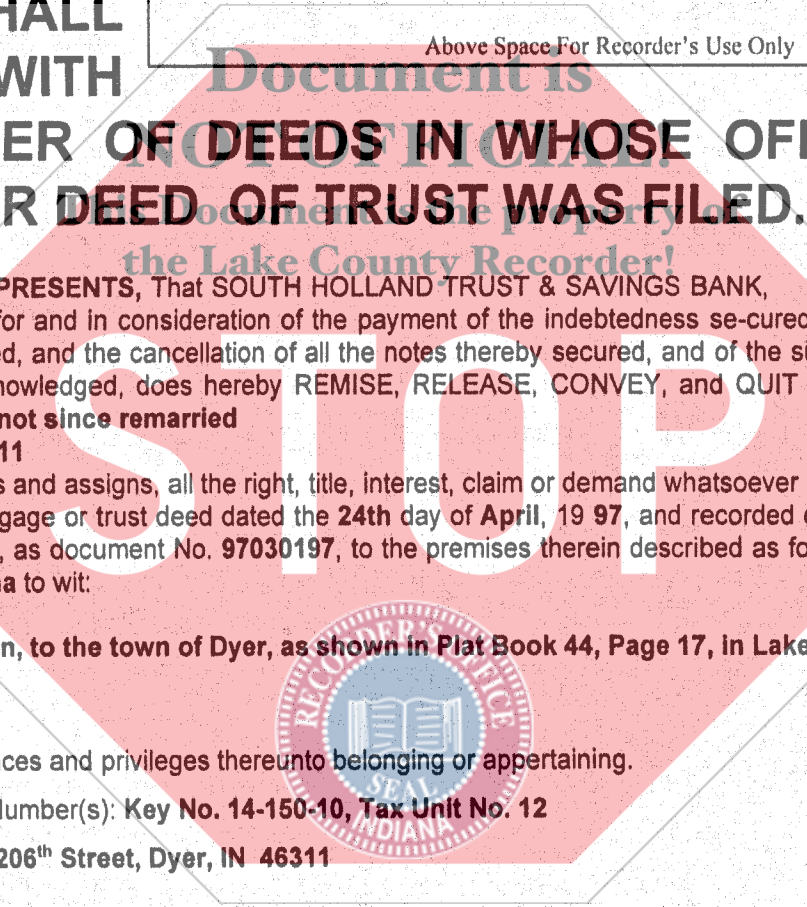 HALL
Above Space For Recorder's Use Only
WITH
Document is
ER OF DEEDS IN WHOSE OFF
NOT OFFICIAL!
R DEED OF TRUST WAS FILED.
This Document is the property of
the Lake County Recorder!
PRESENTS, That SOUTH HOLLAND TRUST & SAVINGS BANK,
for and in consideration of the payment of the indebtedness se-cured
ed, and the cancellation of all the notes thereby secured, and of the
knowledged, does hereby REMISE, RELEASE, CONVEY, and QUIT
not since remarried
11
s and assigns, all the right, title, interest, claim or demand whatsoever
gage or trust deed dated the 24th day of April, 19 97, and recorded
, as document No. 97030197, to the premises therein described as fo
a to wit:
STOP
n, to the town of Dyer, as shown in Plat Book 44, Page 17, in Lake
ces and privileges thereunto belonging or appertaining.
Number(s): Key No. 14-150-10, Tax Unit No. 12
206th Street, Dyer, IN 46311
RECORDER'S OFFICE
SEAL
INDIANA